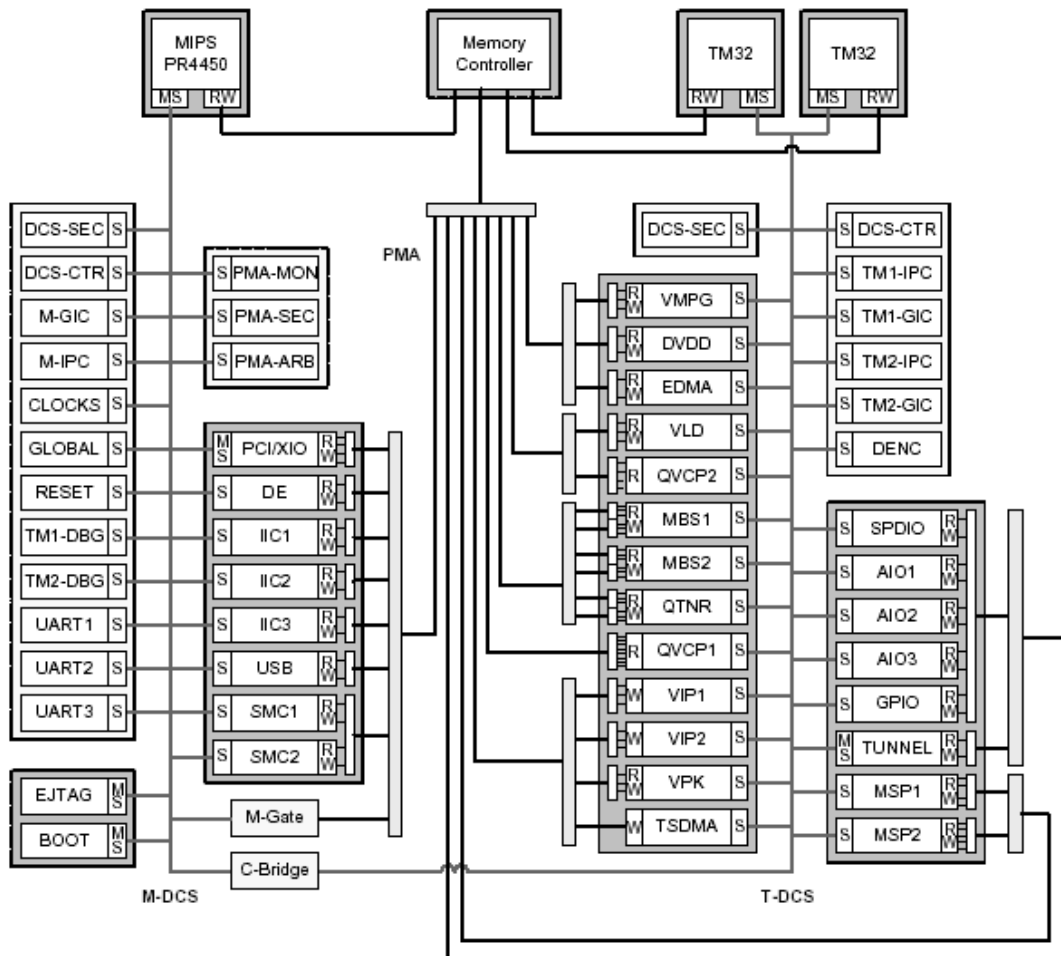 MIPS
PR4450
MS RW
Memory
Controller
TM32
RW MS
TM32
MS RW
PMA
DCS-SEC S
DCS-CTR S
M-GIC S
M-IPC S
CLOCKS S
GLOBAL S
RESET S
TM1-DBG S
TM2-DBG S
UART1 S
UART2 S
UART3 S
EJTAG MS
BOOT MS
S PMA-MON
S PMA-SEC
S PMA-ARB
MS PCI/XIO RW
S DE RW
S IIC1 RW
S IIC2 RW
S IIC3 RW
S USB RW
S SMC1 RW
S SMC2 RW
M-Gate
C-Bridge
M-DCS
DCS-SEC S
RW VMPG S
RW DVDD S
RW EDMA S
VLD S
R QVCP2 S
RW MBS1 S
RW MBS2 S
RW QTNR S
R QVCP1 S
W VIP1 S
W VIP2 S
RW VPK S
W TSDMA S
T-DCS
S DCS-CTR
S TM1-IPC
S TM1-GIC
S TM2-IPC
S TM2-GIC
S DENC
S SPDIO RW
S AIO1 RW
S AIO2 RW
S AIO3 RW
S GPIO RW
MS TUNNEL RW
S MSP1 RW
S MSP2 RW